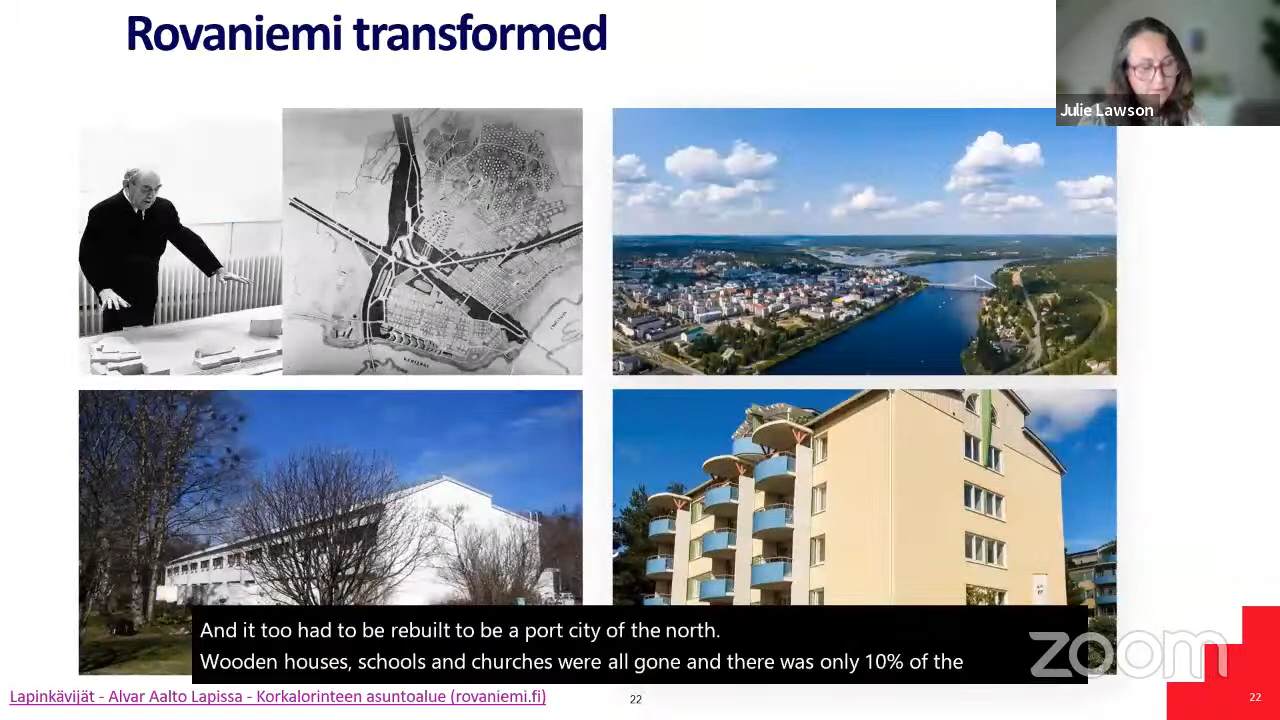 Rovaniemi transformed
Julie Lawson
And it too had to be rebuilt to be a port city of the north.
Wooden houses, schools and churches were all gone and there was only 10% of the
zoom
Lapinkävijät - Alvar Aalto Lapissa - Korkalorinteen asuntoalue (rovaniemi.fi)
22
22